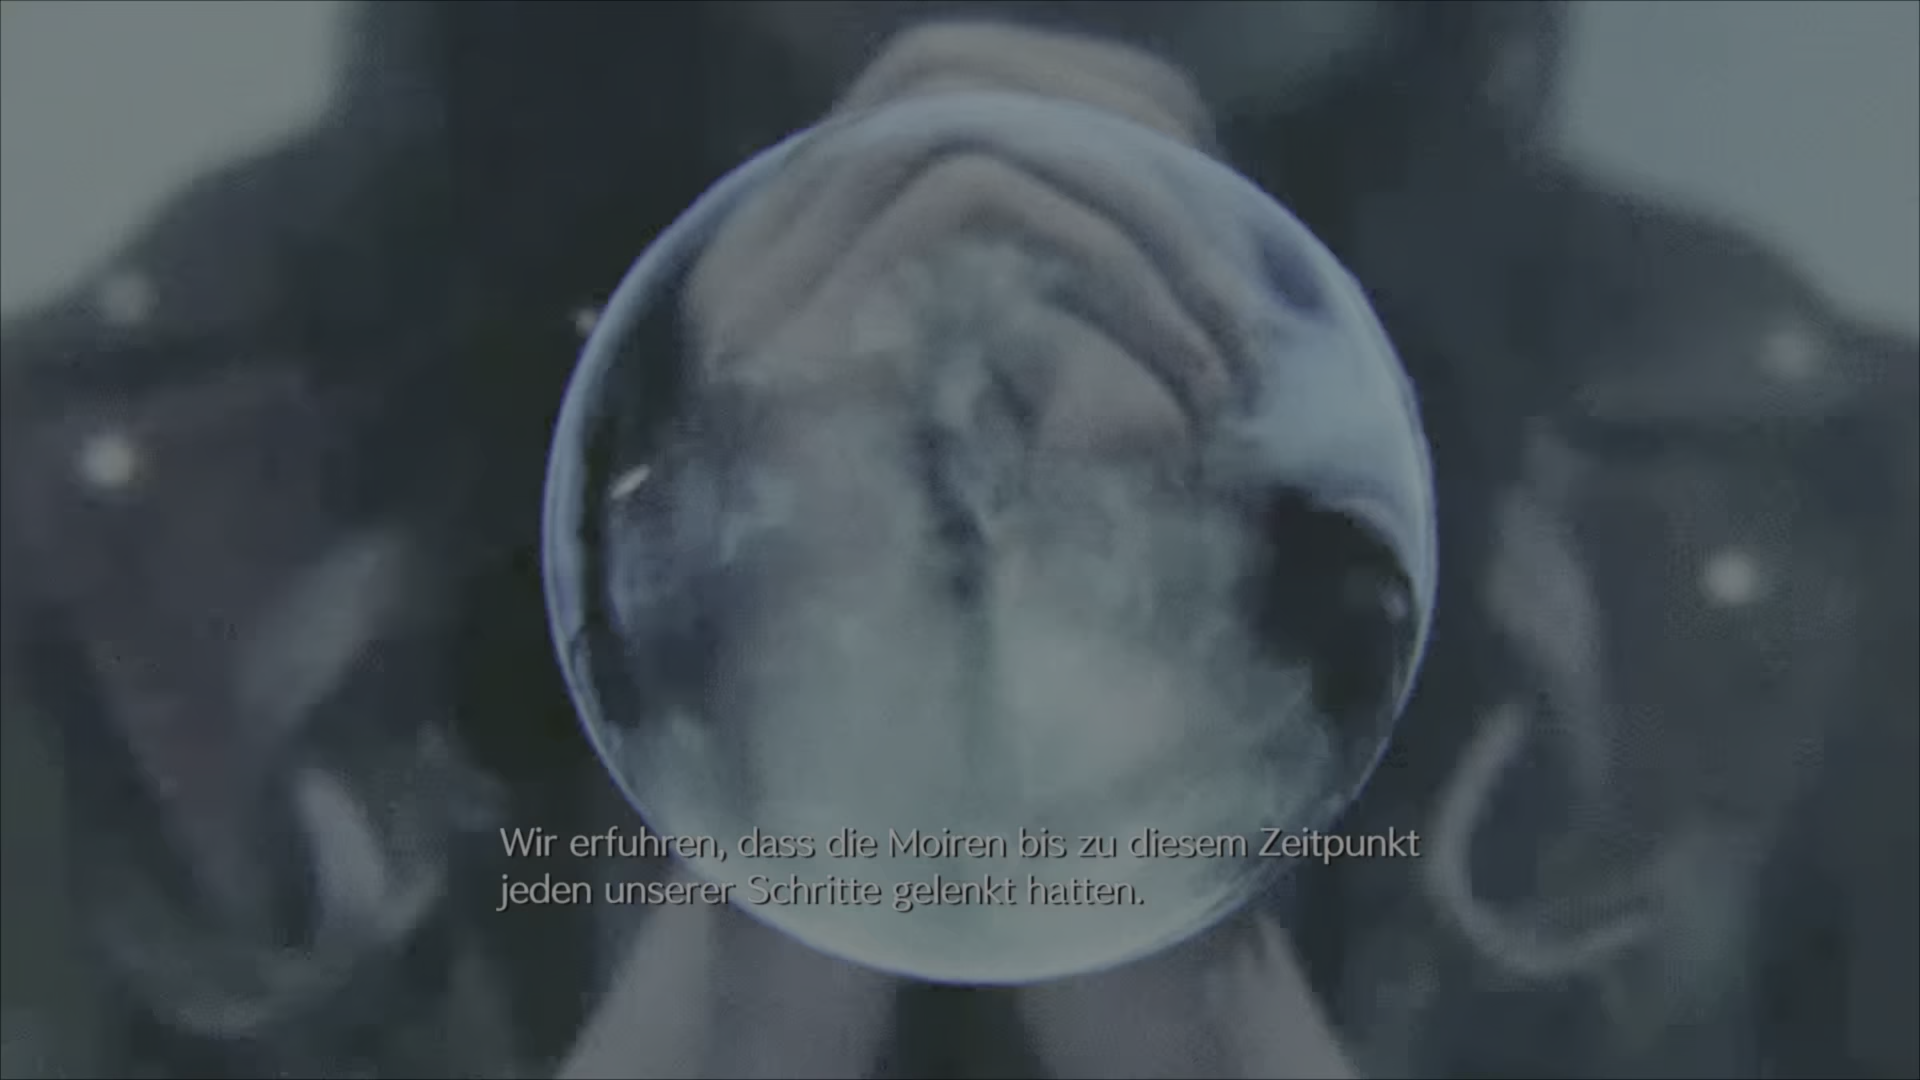 Wir erfuhren, dass die Moiren bis zu diesem Zeitpunkt
jeden unserer Schritte gelenkt hatten.